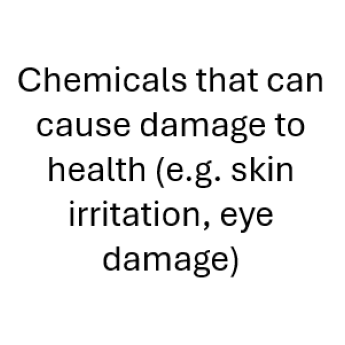 Chemicals that can
cause damage to
health (e.g. skin
irritation, eye
damage)